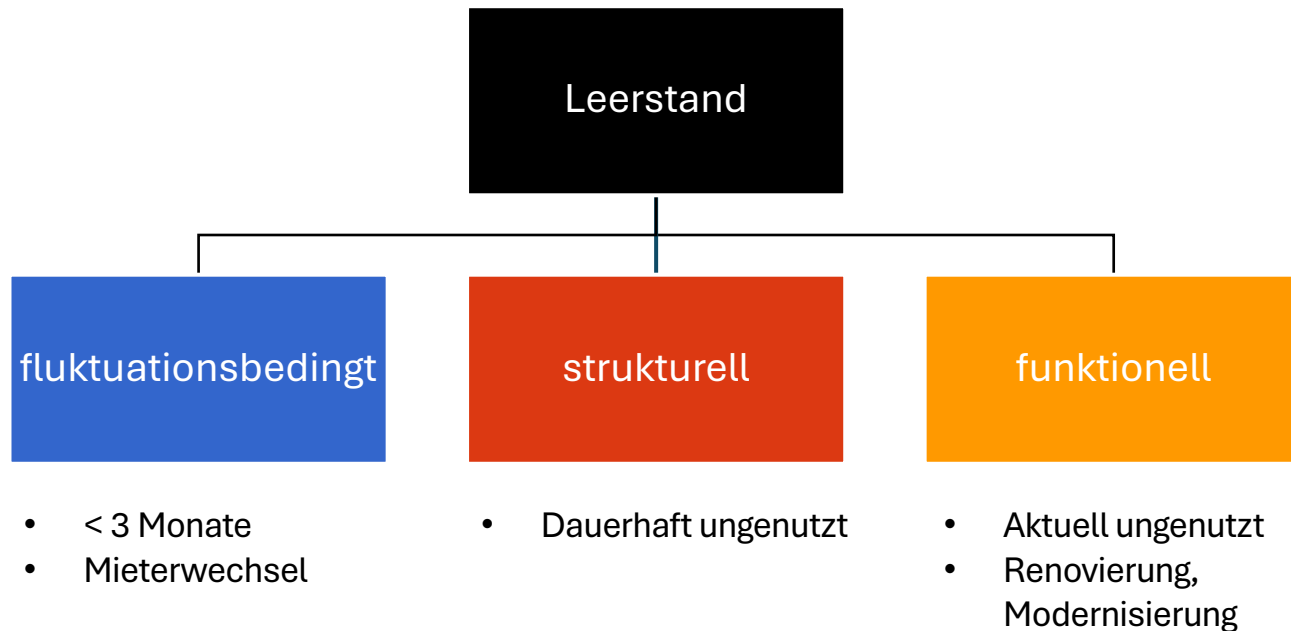 Leerstand
fluktuationsbedingt
strukturell
funktionell
• < 3 Monate
• Mieterwechsel
• Dauerhaft ungenutzt
• Aktuell ungenutzt
• Renovierung,
Modernisierung